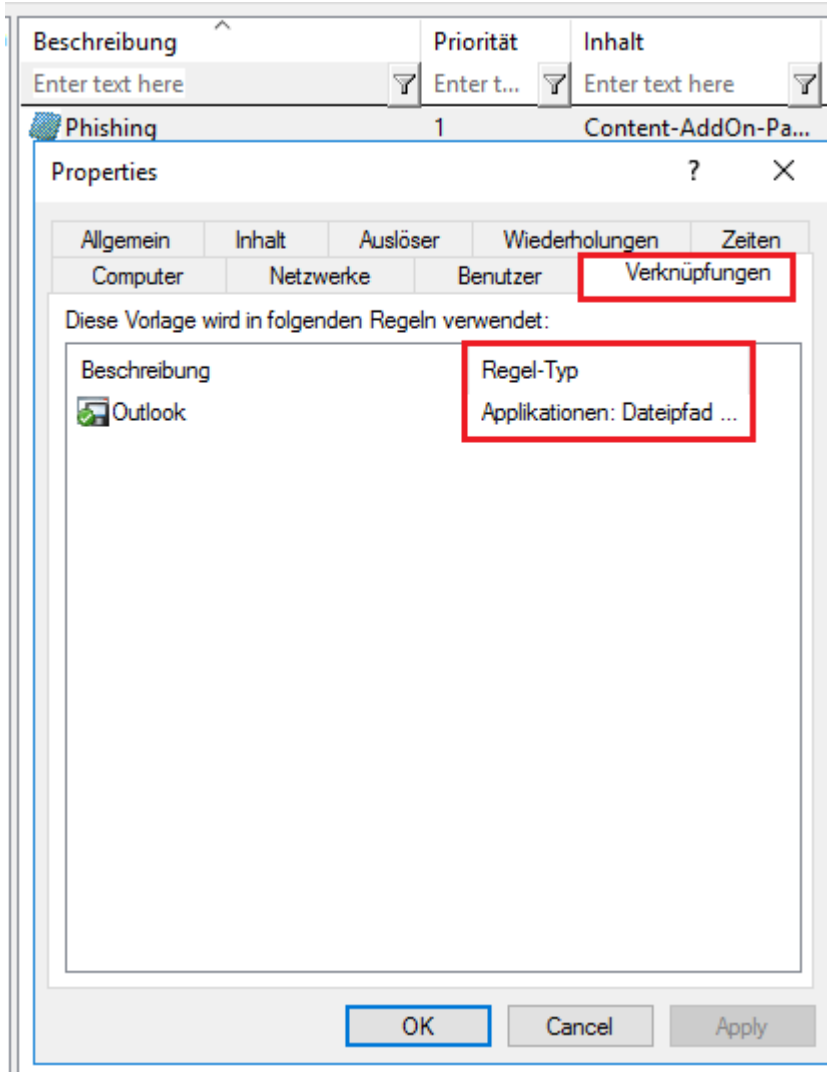 Beschreibung Priorität Inhalt
Enter text here Enter t... Enter text here
Phishing 1 Content-AddOn-Pa...
Properties ?
Allgemein Inhalt Auslöser Wiederholungen Zeiten
Computer Netzwerke Benutzer Verknüpfungen
Diese Vorlage wird in folgenden Regeln verwendet:
Beschreibung Regel-Typ
Outlook Applikationen: Dateipfad ...
OK Cancel Apply